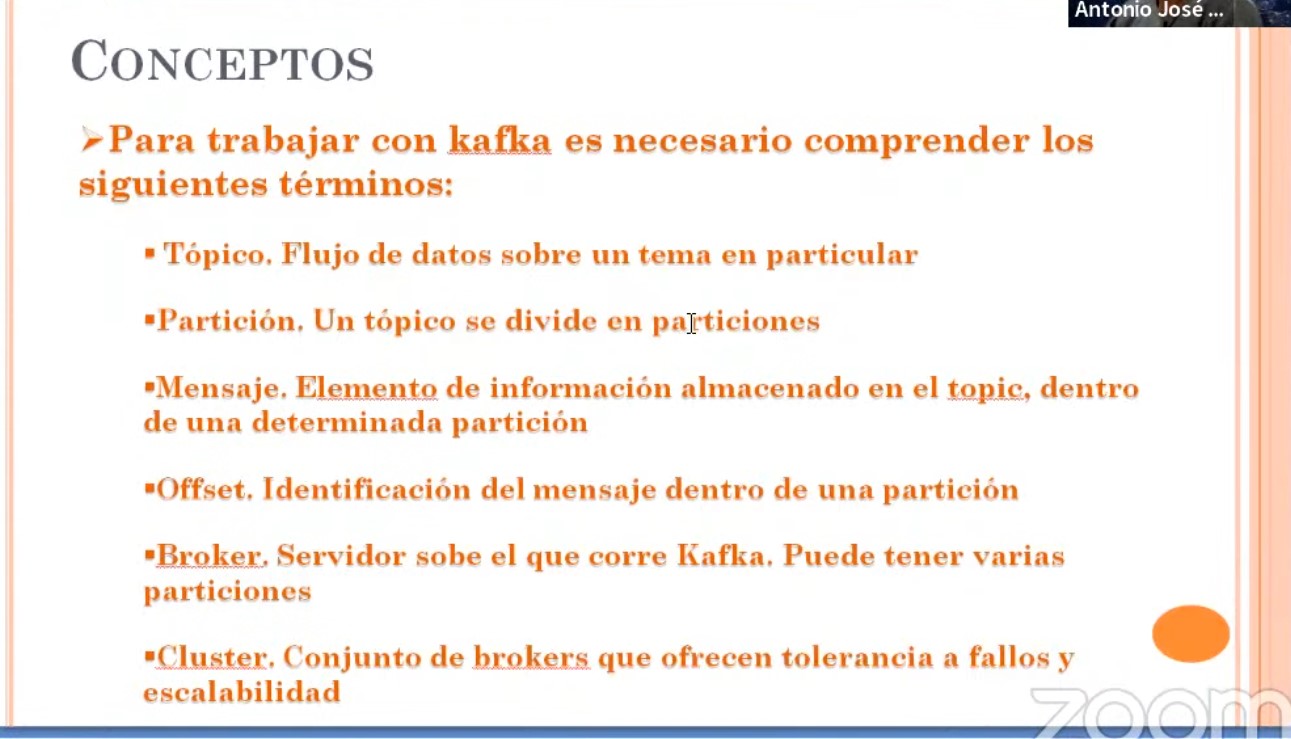 Antonio José ...
CONCEPTOS
➢Para trabajar con kafka es necesario comprender los
siguientes términos:
▪ Tópico. Flujo de datos sobre un tema en particular
▪Partición. Un tópico se divide en particiones
▪Mensaje. Elemento de información almacenado en el topic, dentro
de una determinada partición
▪Offset. Identificación del mensaje dentro de una partición
▪Broker. Servidor sobe el que corre Kafka. Puede tener varias
particiones
▪Cluster. Conjunto de brokers que ofrecen tolerancia a fallos y
escalabilidad
zoom